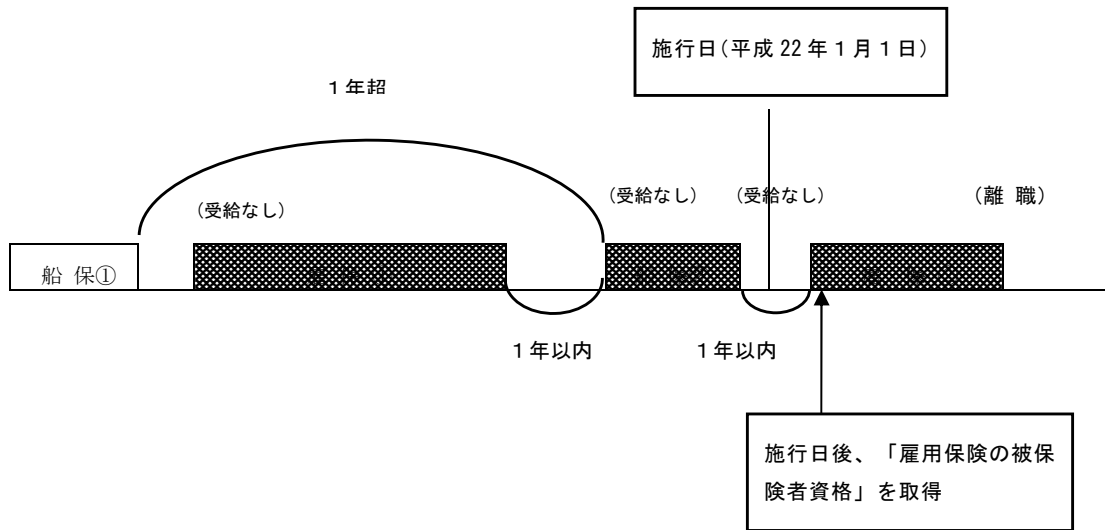 施行日(平成 22 年 1 月 1 日)
1 年超
(受給なし)
(受給なし)
(受給なし)
(離 職)
船 保①
1 年以内
1 年以内
施行日後、「雇用保険の被保
険者資格」を取得